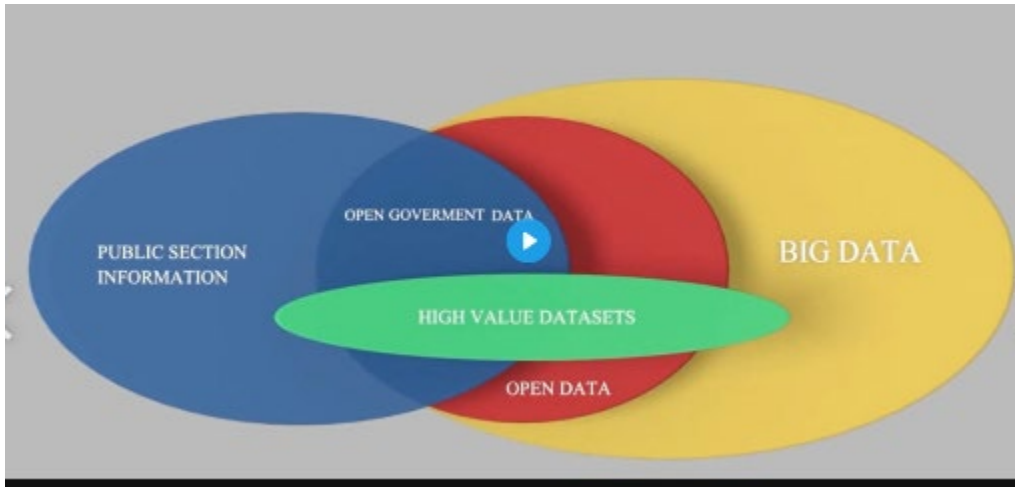 OPEN GOVERMENT DATA
PUBLIC SECTION
INFORMATION
BIG DATA
HIGH VALUE DATASETS
OPEN DATA